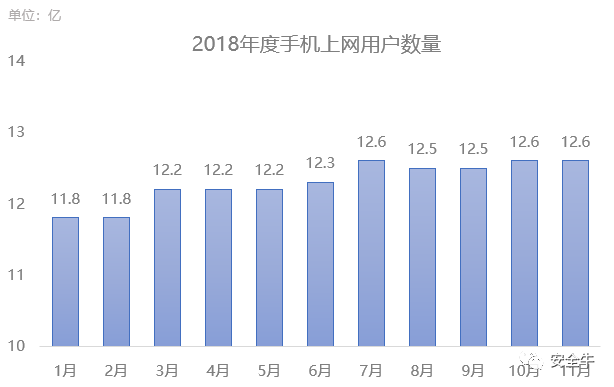 单位：亿
2018年度手机上网用户数量
14
13
12
11
10
11.8
11.8
12.2
12.2
12.2
12.3
12.6
12.5
12.5
12.6
12.6
1月
2月
3月
4月
5月
6月
7月
8月
9月
10月
11月
安全牛